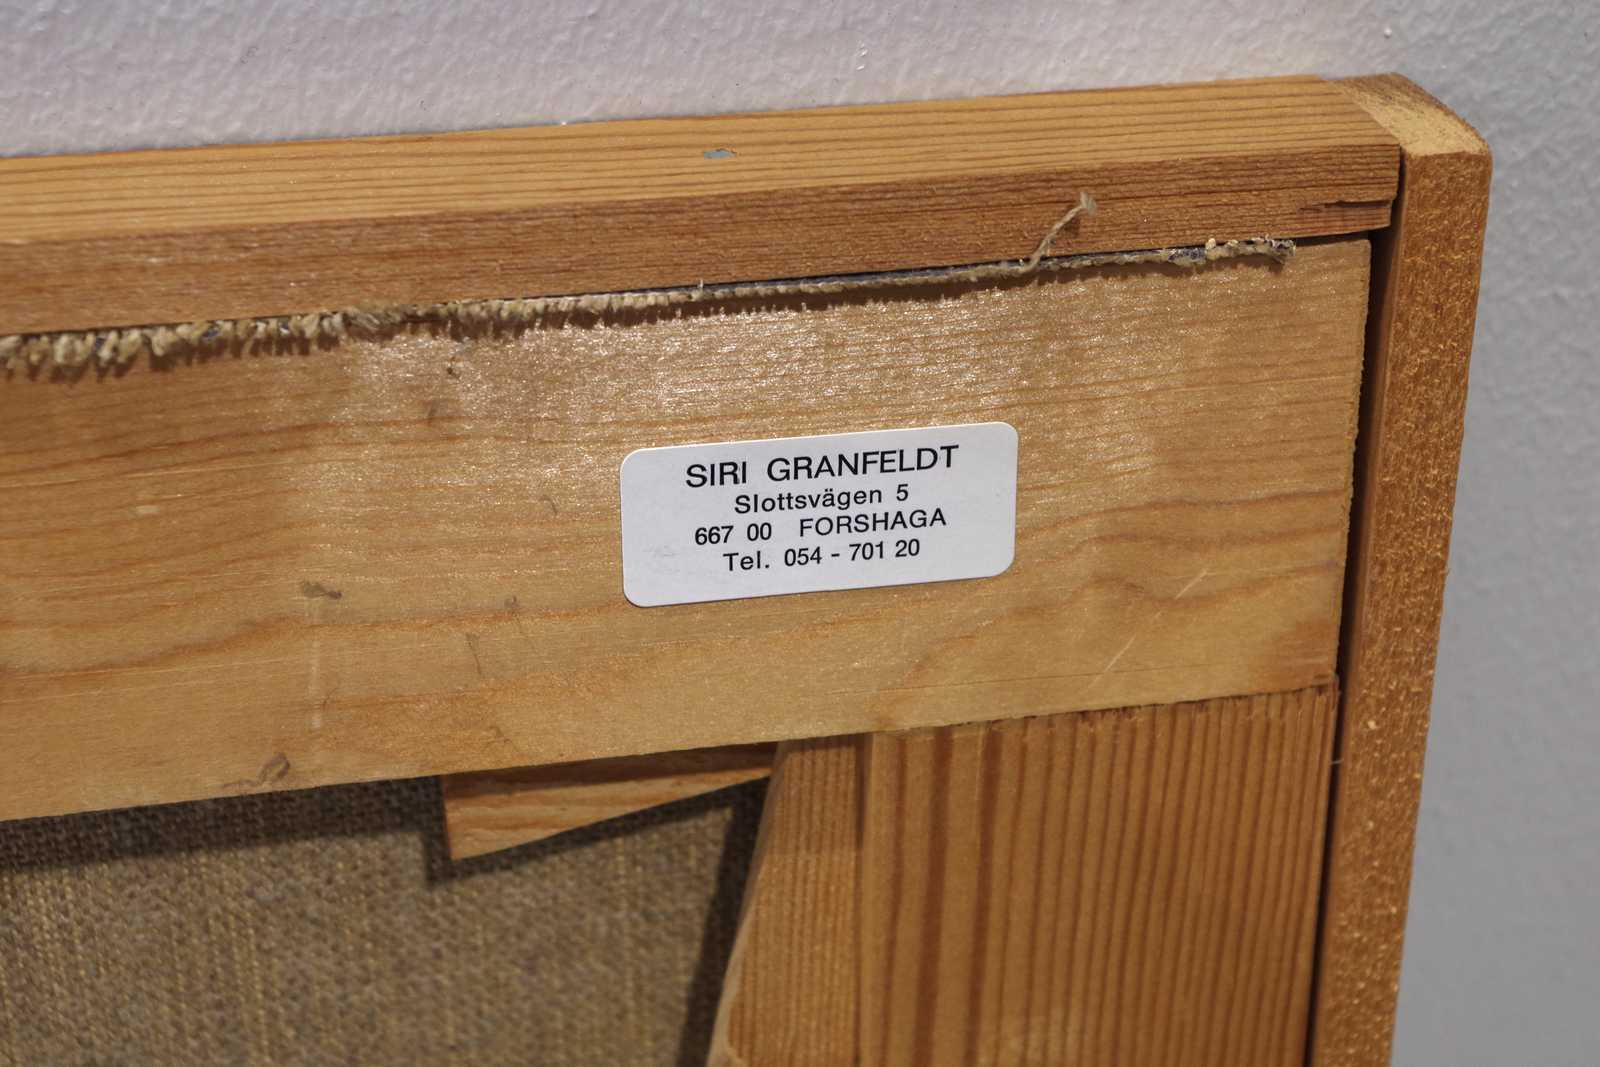 SIRI GRANFELDT
Slottsvägen 5
667 00 FORSHAGA
Tel. 054 - 701 20